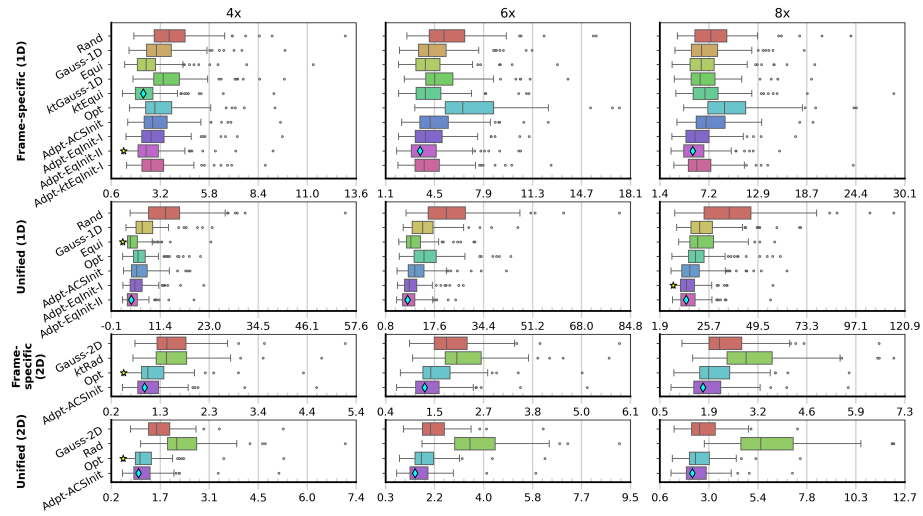 4x 6x 8x
Frame-specific (1D)
Rand
Gauss-1D
Equi
ktGauss-1D
ktEqui
Opt
Adpt-ACSInit
Adpt-EqInit-I
Adpt-EqInit-II
Adpt-ktEqInit-I
0.6 3.2 5.8 8.4 11.0 13.6 1.1 4.5 7.9 11.3 14.7 18.1 1.8 7.2 12.9 18.7 24.4 30.1
Unified (1D)
Rand
Gauss-1D
Equi
Opt
Adpt-ACSInit
Adpt-EqInit-I
Adpt-EqInit-II
-0.1 11.4 23.0 34.5 46.1 57.6 0.8 17.6 34.4 51.2 68.0 84.8 1.9 25.7 49.5 73.3 97.1 120.9
Frame-
specific
(2D)
Gauss-2D
ktRad
Opt
Adpt-ACSInit
0.2 1.3 2.3 3.4 4.4 5.4 0.4 1.5 2.7 3.8 5.0 6.1 0.5 1.9 3.2 4.6 5.9 7.3
Unified (2D)
Gauss-2D
Rad
Opt
Adpt-ACSInit
0.2 1.7 3.1 4.5 6.0 7.4 0.5 2.2 4.0 5.8 7.7 9.5 0.6 3.0 5.4 7.8 10.3 12.7